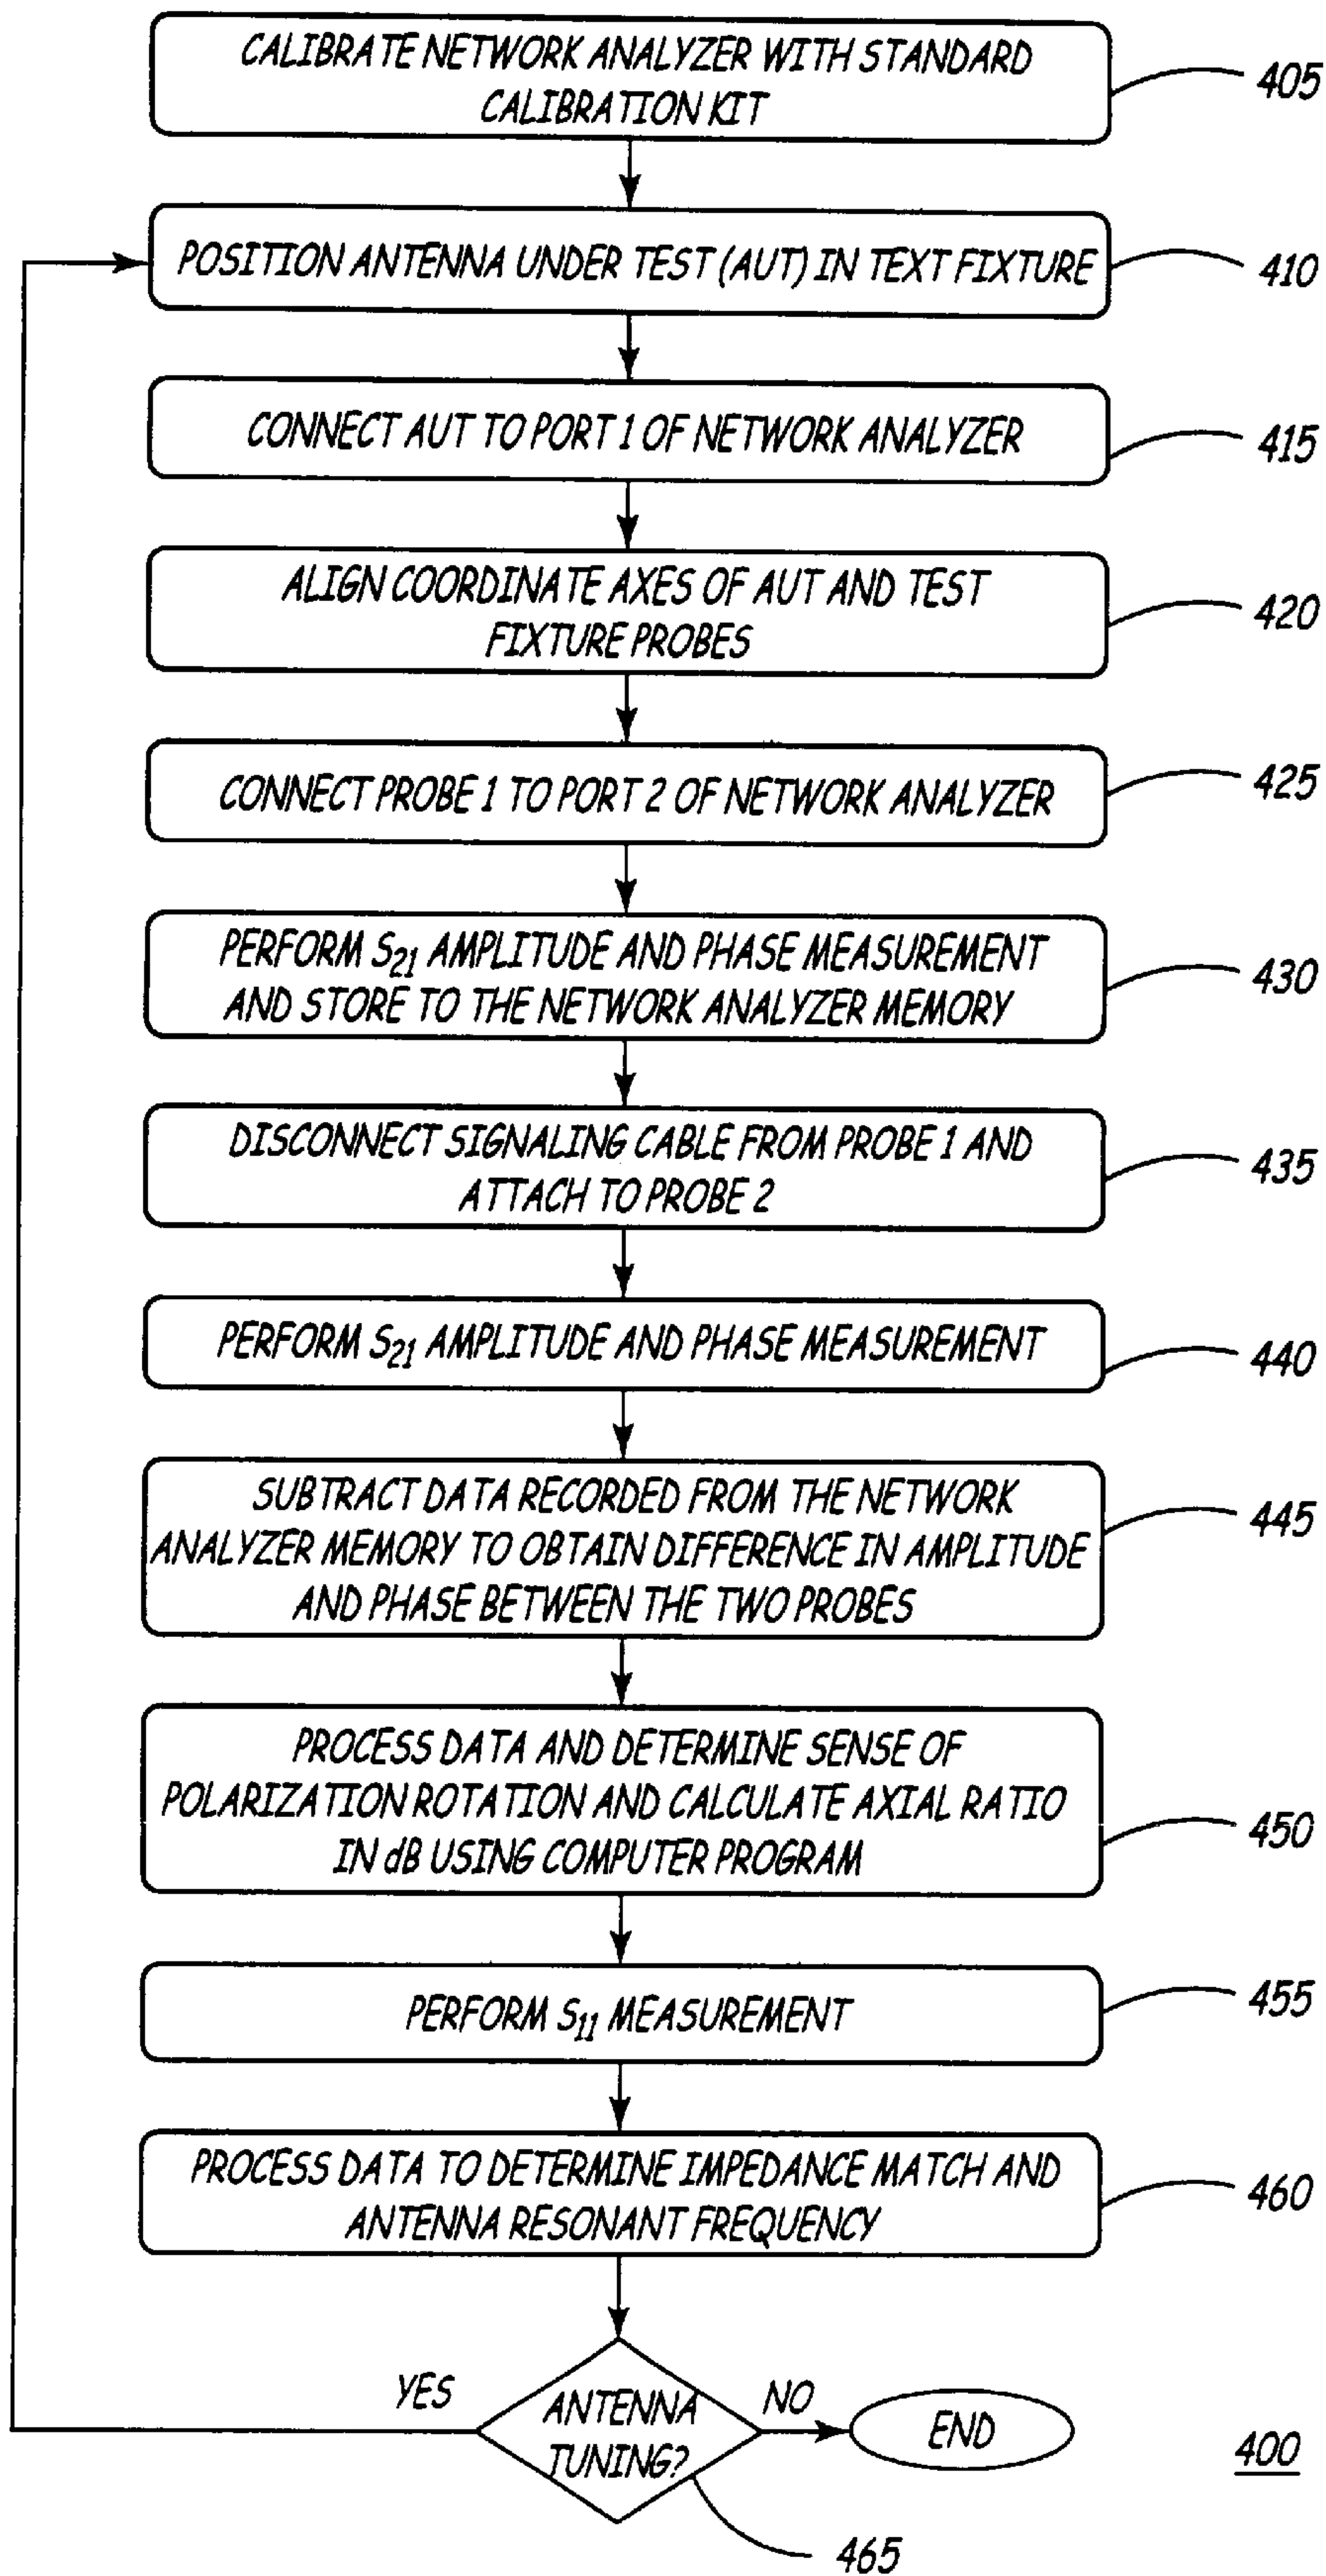 CALIBRATE NETWORK ANALYZER WITH STANDARD
CALIBRATION KIT
405
POSITION ANTENNA UNDER TEST (AUT) IN TEXT FIXTURE
410
CONNECT AUT TO PORT 1 OF NETWORK ANALYZER
415
ALIGN COORDINATE AXES OF AUT AND TEST
FIXTURE PROBES
420
CONNECT PROBE 1 TO PORT 2 OF NETWORK ANALYZER
425
PERFORM S21 AMPLITUDE AND PHASE MEASUREMENT
AND STORE TO THE NETWORK ANALYZER MEMORY
430
DISCONNECT SIGNALING CABLE FROM PROBE 1 AND
ATTACH TO PROBE 2
435
PERFORM S21 AMPLITUDE AND PHASE MEASUREMENT
440
SUBTRACT DATA RECORDED FROM THE NETWORK
ANALYZER MEMORY TO OBTAIN DIFFERENCE IN AMPLITUDE
AND PHASE BETWEEN THE TWO PROBES
445
PROCESS DATA AND DETERMINE SENSE OF
POLARIZATION ROTATION AND CALCULATE AXIAL RATIO
IN dB USING COMPUTER PROGRAM
450
PERFORM S11 MEASUREMENT
455
PROCESS DATA TO DETERMINE IMPEDANCE MATCH AND
ANTENNA RESONANT FREQUENCY
460
YES
ANTENNA
TUNING?
NO
END
465
400